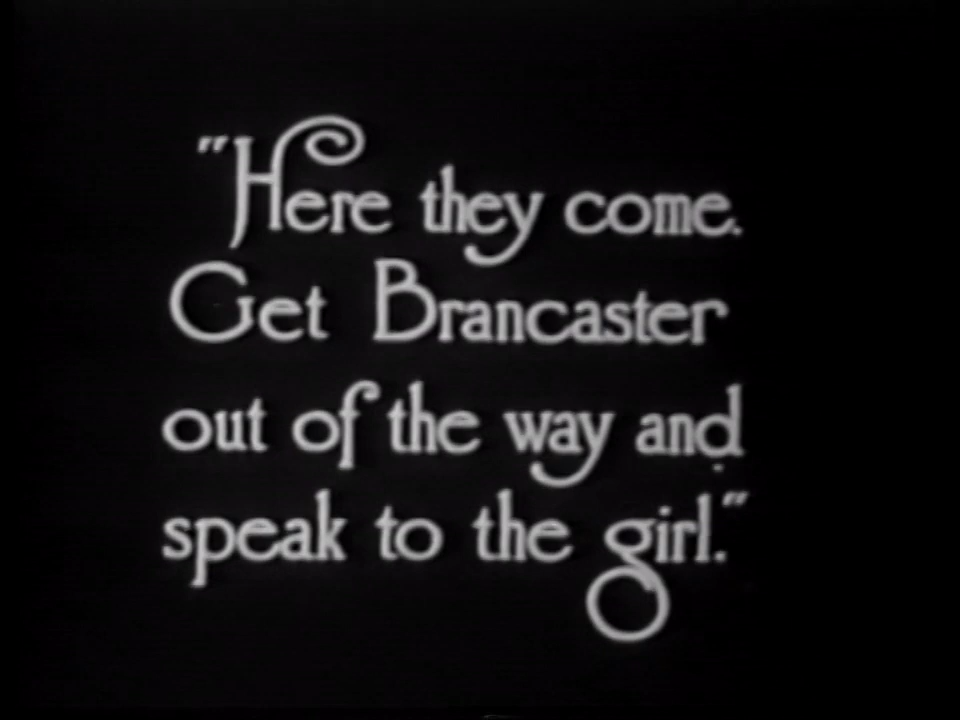 "Here they come.
Get Brancaster
out of the way and
speak to the girl."